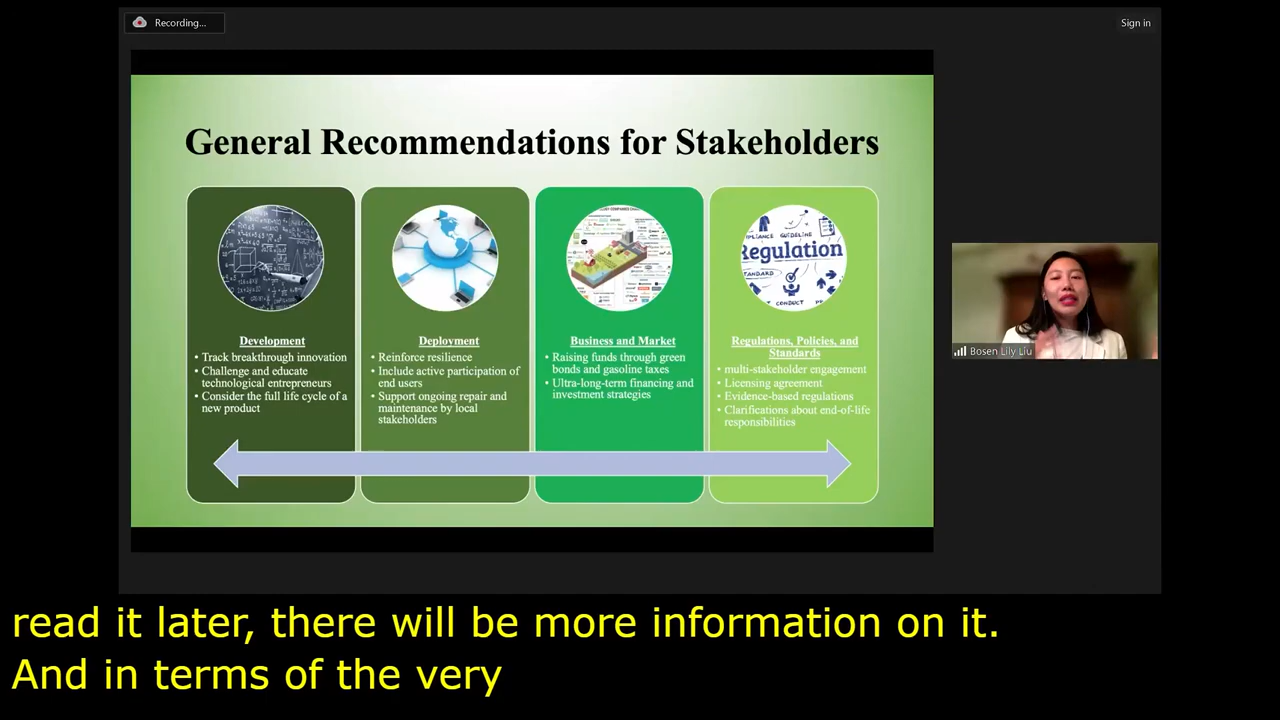 Recording...
Sign in
General Recommendations for Stakeholders
Development
• Track breakthrough innovation
• Challenge and educate
technological entrepreneurs
• Consider the full life cycle of a
new product
Deployment
• Reinforce resilience
• Include active participation of
end users
• Support ongoing repair and
maintenance by local
stakeholders
Business and Market
• Raising funds through green
bonds and gasoline taxes
• Ultra-long-term financing and
investment strategies
Regulation
Regulations, Policies, and
Standards
• multi-stakeholder engagement
• Licensing agreement
• Evidence-based regulations
• Clarifications about end-of-life
responsibilities
Bosen Lily Liu
read it later, there will be more information on it.
And in terms of the very